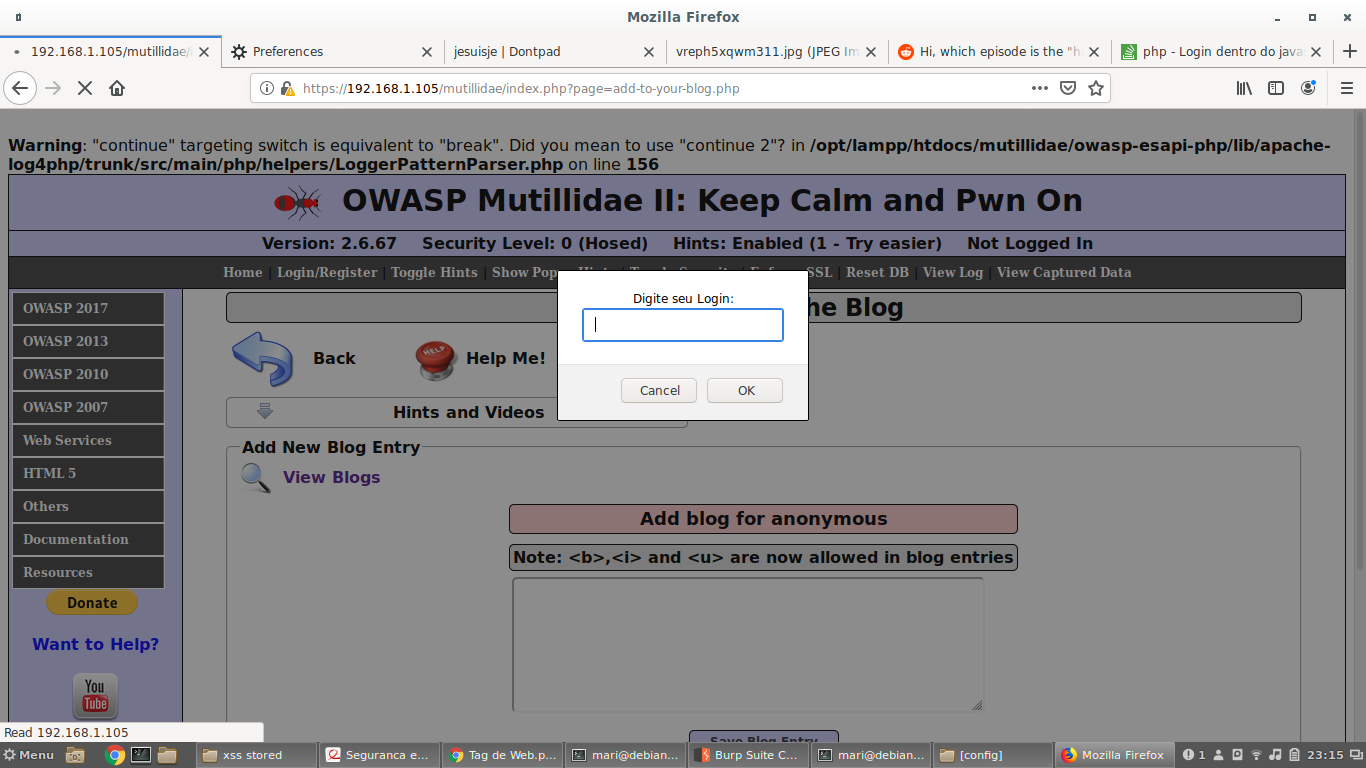 Mozilla Firefox
192.168.1.105/mutillidae/
Preferences
jesuisje | Dontpad
vreph5xqwm311.jpg (JPEG Im
Hi, which episode is the "h
php - Login dentro do java
https://192.168.1.105/mutillidae/index.php?page=add-to-your-blog.php
Warning: "continue" targeting switch is equivalent to "break". Did you mean to use "continue 2"? in /opt/lampp/htdocs/mutillidae/owasp-esapi-php/lib/apache-
log4php/trunk/src/main/php/helpers/LoggerPatternParser.php on line 156
OWASP Mutillidae II: Keep Calm and Pwn On
Version: 2.6.67 Security Level: 0 (Hosed) Hints: Enabled (1 - Try easier) Not Logged In
Home | Login/Register | Toggle Hints | Show Pop SSL | Reset DB | View Log | View Captured Data
OWASP 2017
OWASP 2013
OWASP 2010
OWASP 2007
Web Services
HTML 5
Others
Documentation
Resources
Donate
Want to Help?
You
Tube
he Blog
Digite seu Login:
Cancel OK
Back
HELP
Help Me!
Hints and Videos
Add New Blog Entry
View Blogs
Add blog for anonymous
Note: <b>,<i> and <u> are now allowed in blog entries
Save Blog Entry
Read 192.168.1.105
Menu
xss stored
Seguranca e...
Tag de Web.p...
mari@debian...
Burp Suite C...
mari@debian...
[config]
Mozilla Firefox
1
23:15